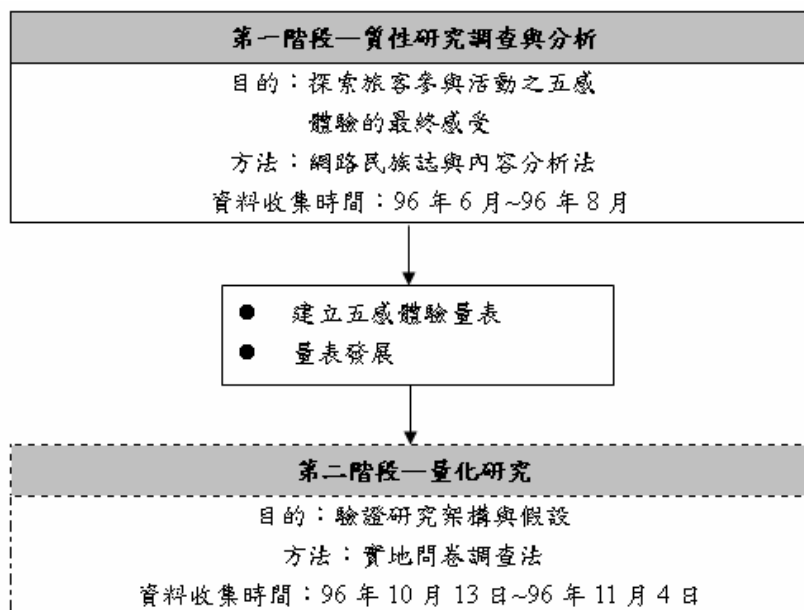 第一階段—質性研究調查與分析
目的：探索旅客參與活動之五感
體驗的最終感受
方法：網路民族誌與內容分析法
資料收集時間：96 年 6 月~96 年 8 月
● 建立五感體驗量表
● 量表發展
第二階段—量化研究
目的：驗證研究架構與假設
方法：實地問卷調查法
資料收集時間：96 年 10 月 13 日~96 年 11 月 4 日